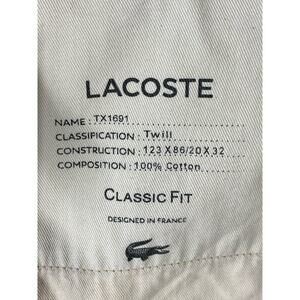 LACOSTE
NAME : TX1691
CLASSIFICATION : Twill
CONSTRUCTION : 123 X 86/20 X 32
COMPOSITION : 100% Cotton
CLASSIC FIT
DESIGNED IN FRANCE